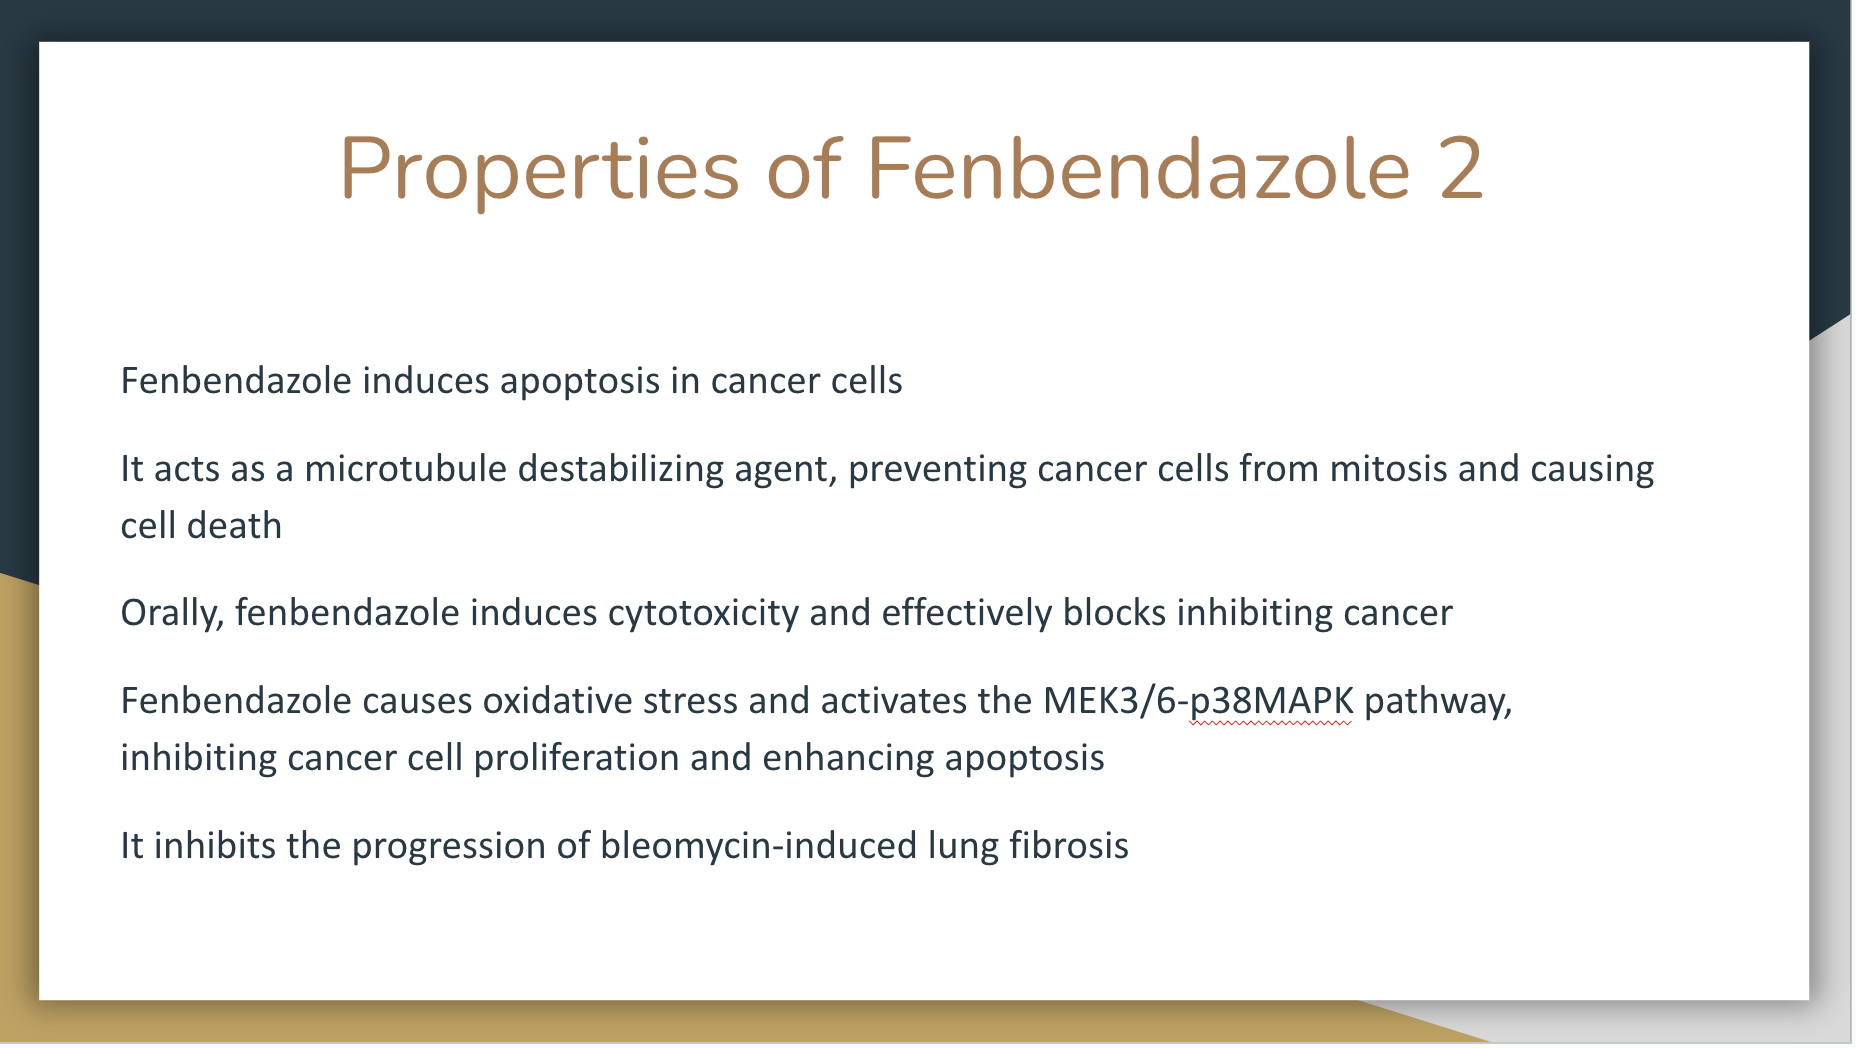 Properties of Fenbendazole 2
Fenbendazole induces apoptosis in cancer cells
It acts as a microtubule destabilizing agent, preventing cancer cells from mitosis and causing
cell death
Orally, fenbendazole induces cytotoxicity and effectively blocks inhibiting cancer
Fenbendazole causes oxidative stress and activates the MEK3/6-p38MAPK pathway,
inhibiting cancer cell proliferation and enhancing apoptosis
It inhibits the progression of bleomycin-induced lung fibrosis